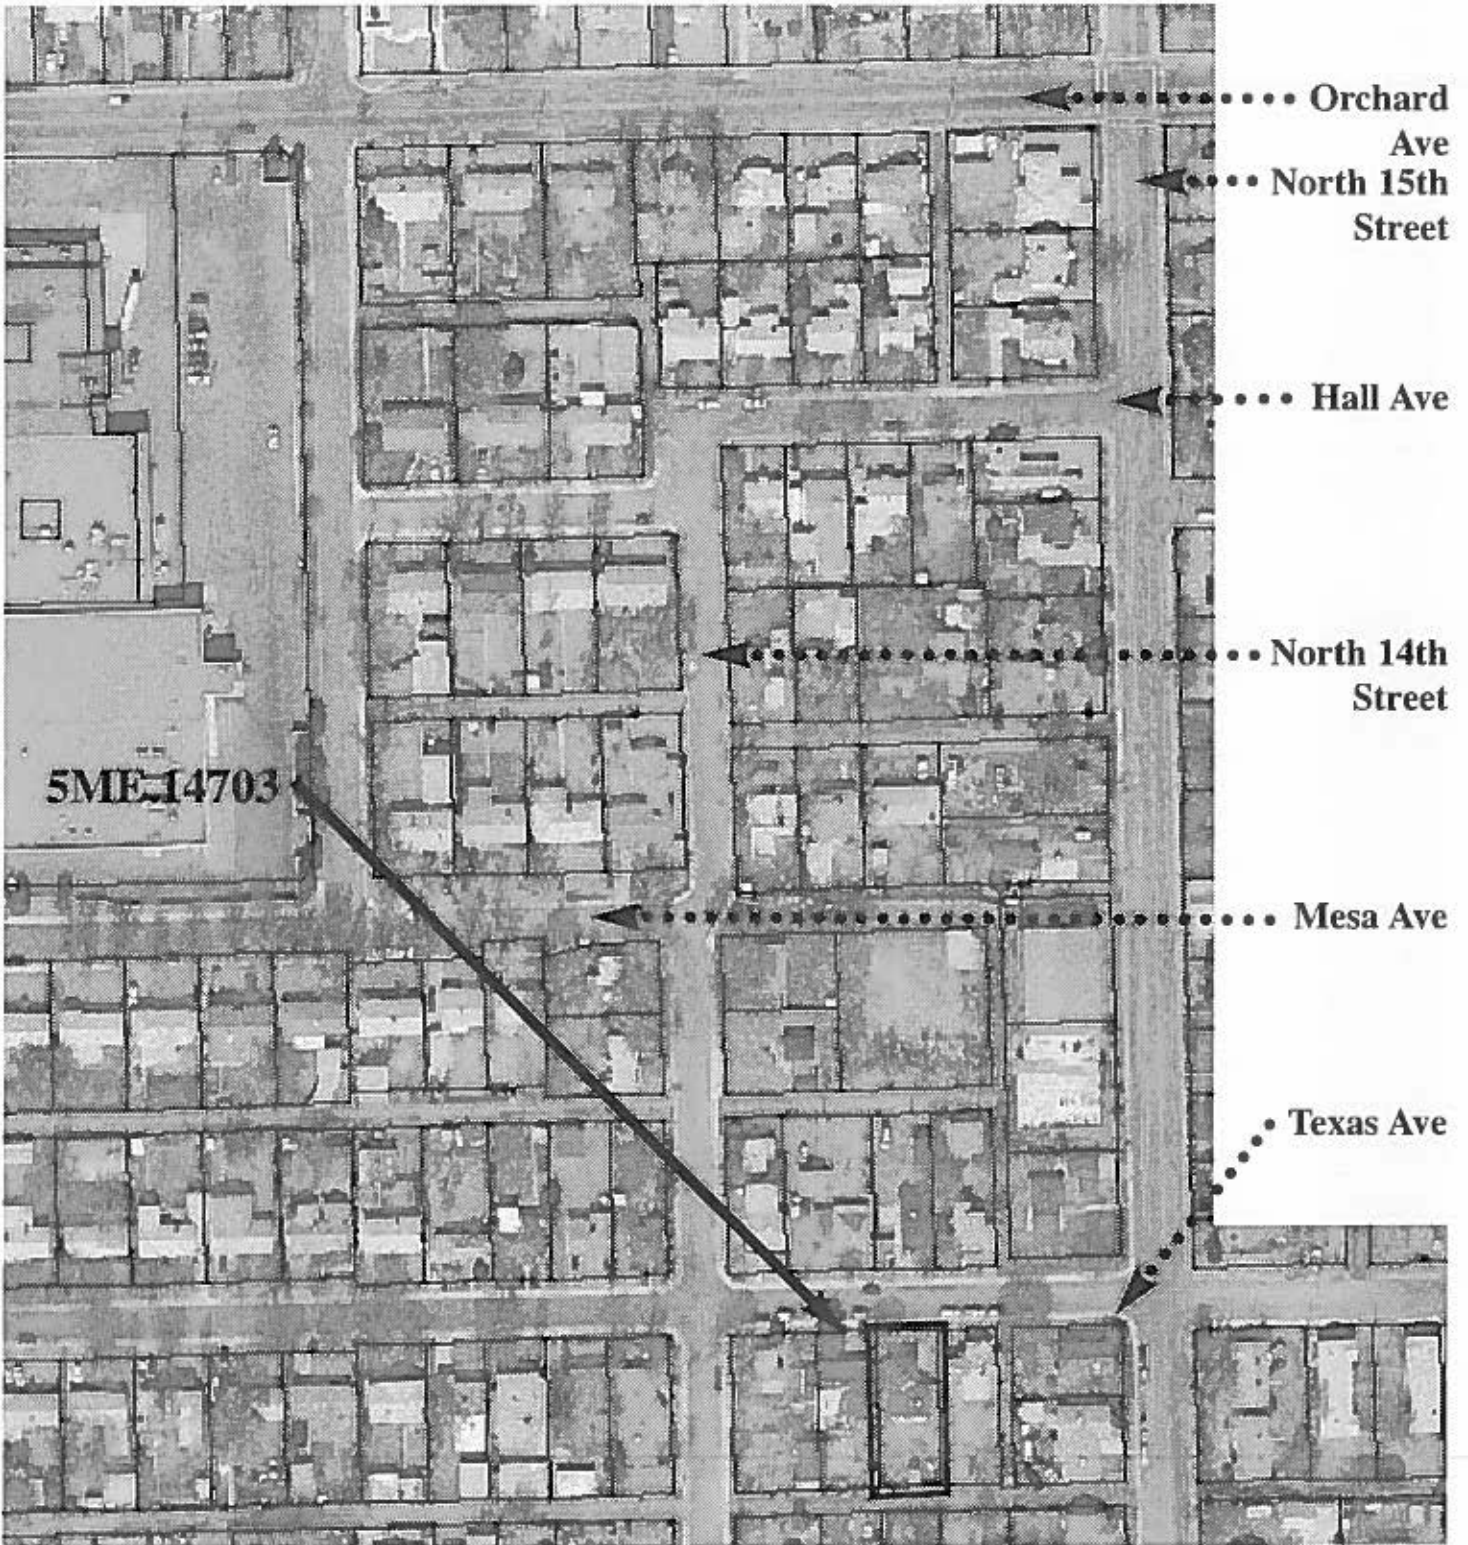 Orchard
Ave
North 15th
Street
Hall Ave
North 14th
Street
5ME.14703
Mesa Ave
Texas Ave